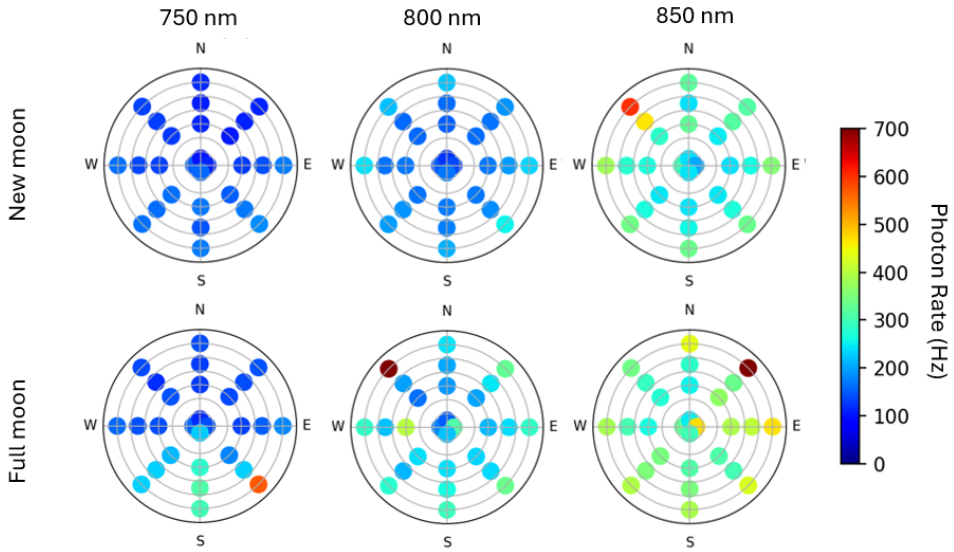 750 nm 800 nm 850 nm
N N N
New moon
W E W E W E
S S S
N N N
Full moon
W E W E W E
S S S
700
600
500
400
300
200
100
0
Photon Rate (Hz)